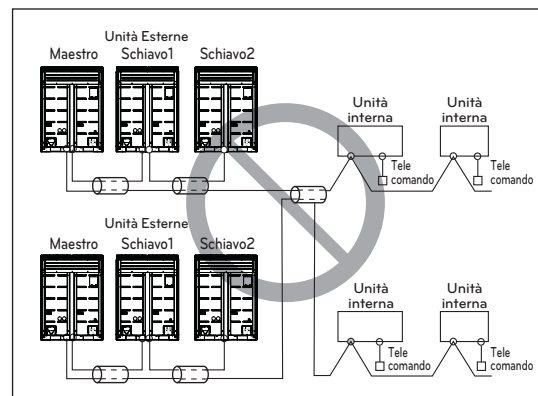 Unità Esterne
Maestro Schiavo1 Schiavo2
Unità
interna
Unità
interna
Tele
comando
Tele
comando
Unità Esterne
Maestro Schiavo1 Schiavo2
Unità
interna
Unità
interna
Tele
comando
Tele
comando